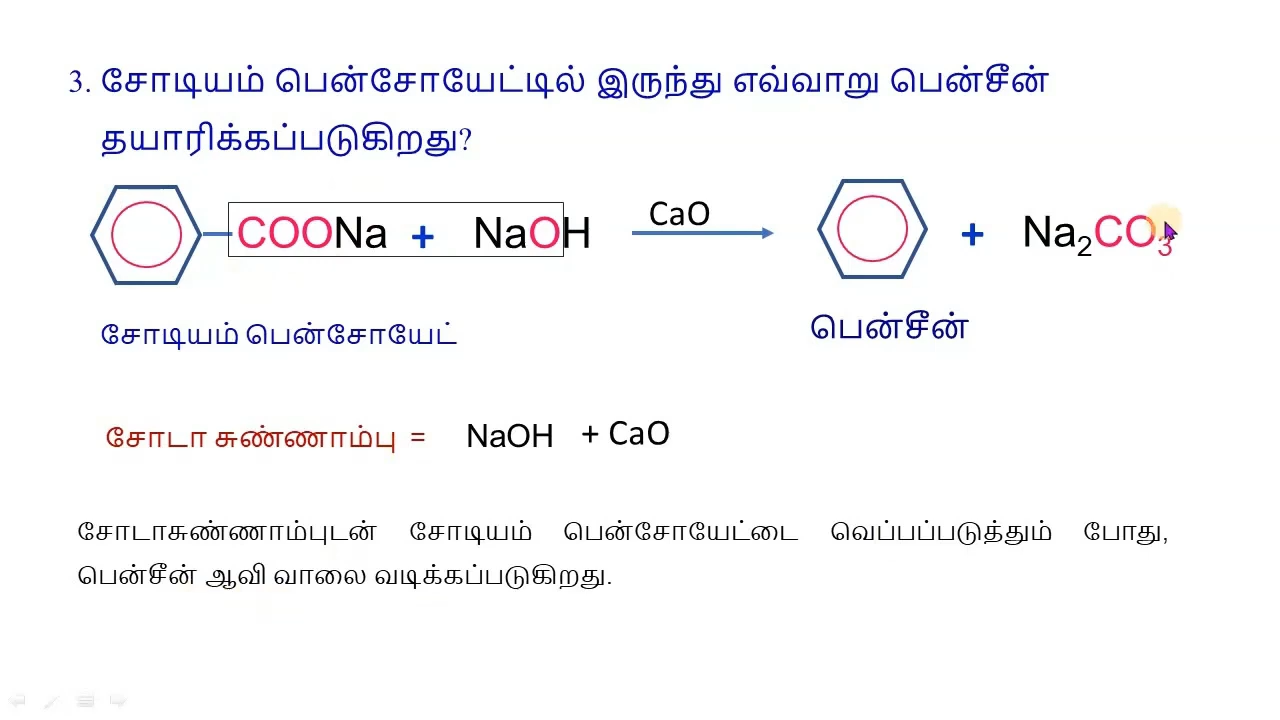 3. சோடியம் பென்சோயேட்டில் இருந்து எவ்வாறு பென்சீன்
தயாரிக்கப்படுகிறது?
COONa + NaOH CaO + Na₂CO₃
சோடியம் பென்சோயேட் பென்சீன்
சோடா சுண்ணாம்பு = NaOH + CaO
சோடாசுண்ணாம்புடன் சோடியம் பென்சோயேட்டை வெப்பப்படுத்தும் போது,
பென்சீன் ஆவி வாலை வடிக்கப்படுகிறது.